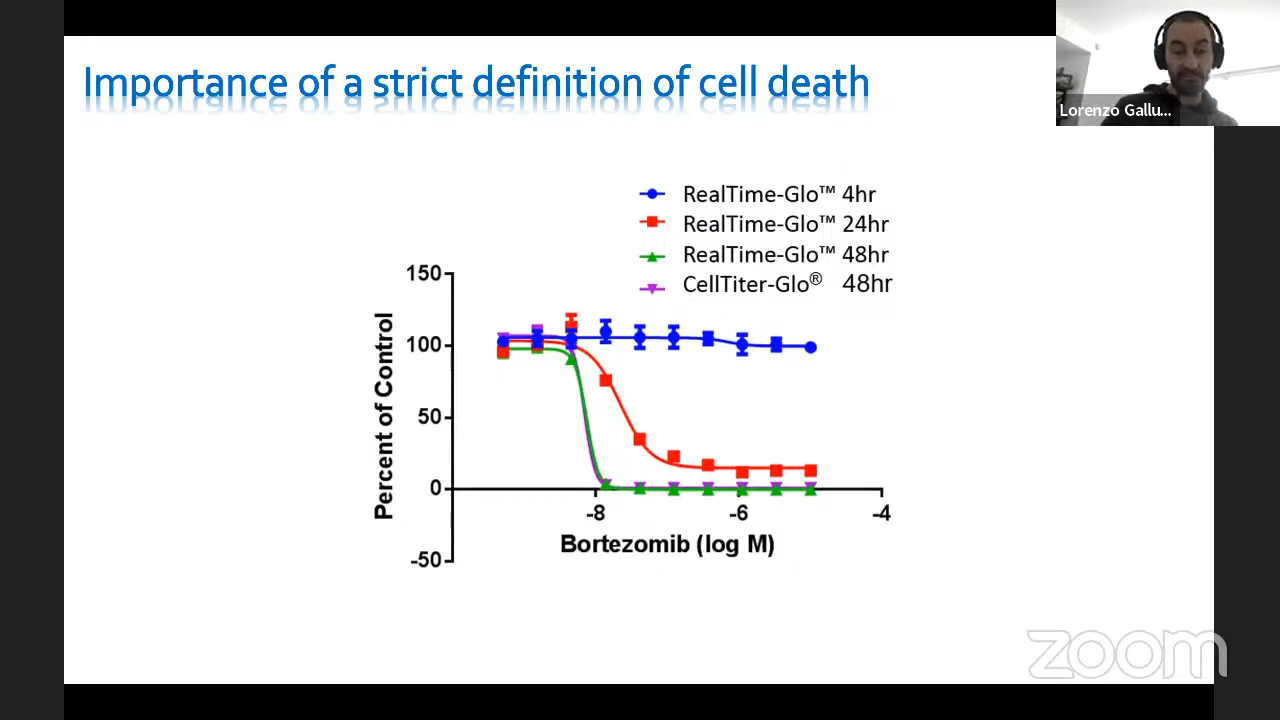 Importance of a strict definition of cell death
Lorenzo Gallu...
RealTime-Glo™ 4hr
RealTime-Glo™ 24hr
RealTime-Glo™ 48hr
CellTiter-Glo® 48hr
150
100
50
0
-50
Percent of Control
-8
-6
-4
Bortezomib (log M)
zoom